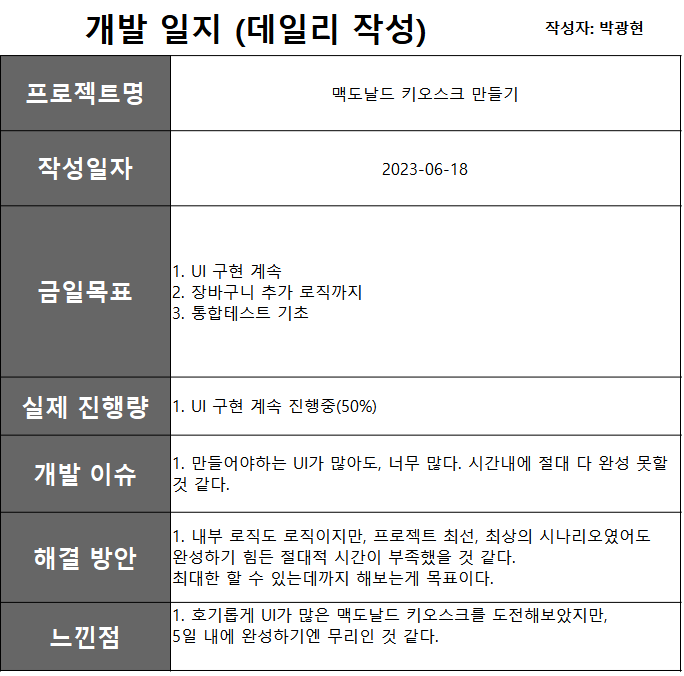 개발 일지 (데일리 작성)
작성자: 박광현
프로젝트명
맥도날드 키오스크 만들기
작성일자
2023-06-18
금일목표
1. UI 구현 계속
2. 장바구니 추가 로직까지
3. 통합테스트 기초
실제 진행량
1. UI 구현 계속 진행중(50%)
개발 이슈
1. 만들어야하는 UI가 많아도, 너무 많다. 시간내에 절대 다 완성 못할
것 같다.
해결 방안
1. 내부 로직도 로직이지만, 프로젝트 최선, 최상의 시나리오였어도
완성하기 힘든 절대적 시간이 부족했을 것 같다.
최대한 할 수 있는데까지 해보는게 목표이다.
느낀점
1. 호기롭게 UI가 많은 맥도날드 키오스크를 도전해보았지만,
5일 내에 완성하기엔 무리인 것 같다.